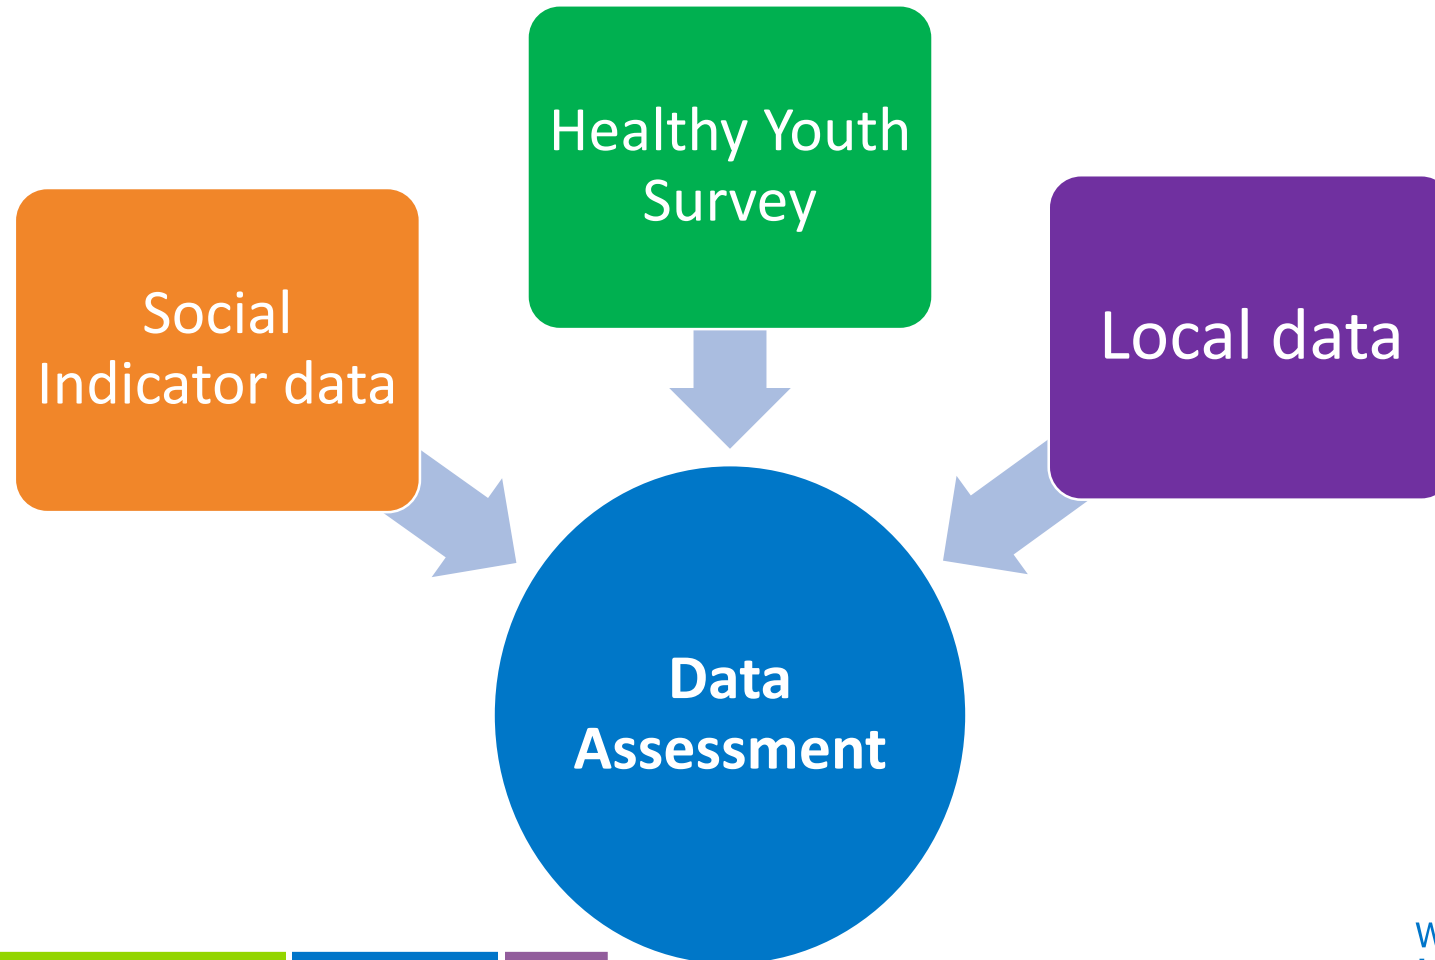 Healthy Youth
Survey
Social
Indicator data
Local data
Data
Assessment